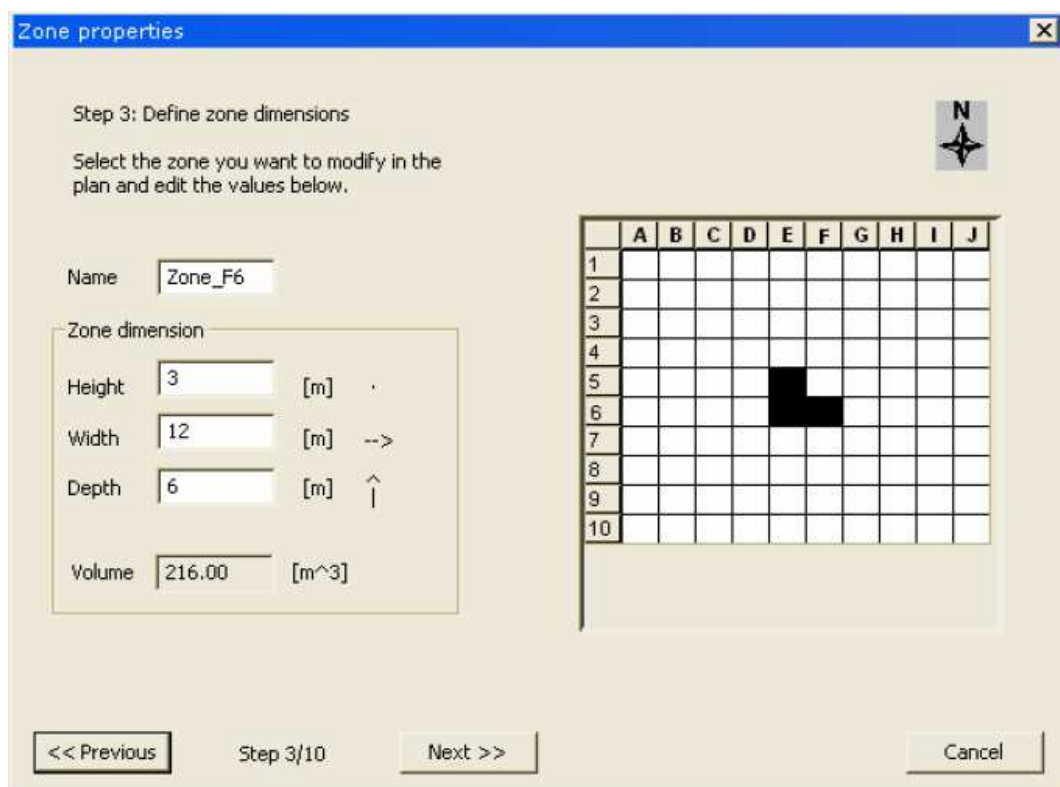 Zone properties
Step 3: Define zone dimensions
N
Select the zone you want to modify in the
plan and edit the values below.
A B C D E F G H I J
1
2
3
4
5
6
7
8
9
10
Name Zone_F6
Zone dimension
Height 3 [m] .
Width 12 [m] -->
Depth 6 [m] ^
|
Volume 216.00 [m^3]
<< Previous Step 3/10 Next >> Cancel